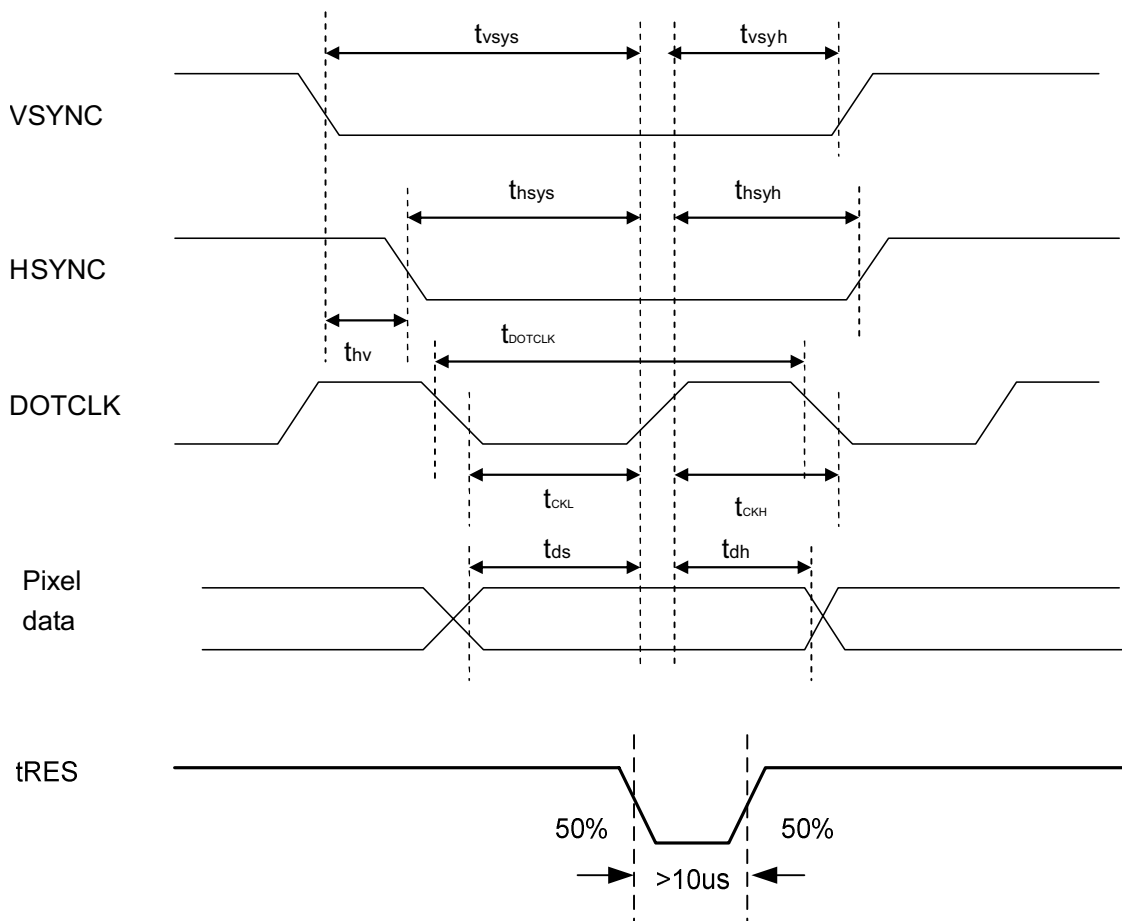 tvsys
tvsyh
VSYNC
thsys
thsyh
HSYNC
thv
tDOTCLK
DOTCLK
tCKL
tCKH
tds
tdh
Pixel
data
tRES
50%
50%
>10us